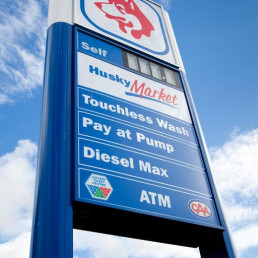 Self
Husky Market
Touchless Wash
Pay at Pump
Diesel Max
ATM
CAA